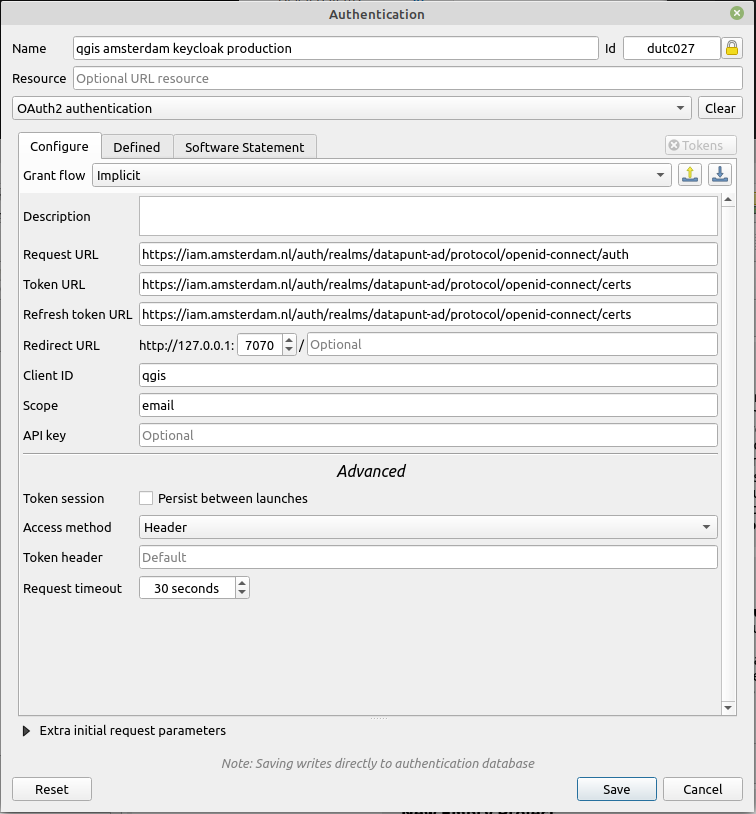 Authentication
Name qgis amsterdam keycloak production Id dutc027
Resource Optional URL resource
OAuth2 authentication Clear
Configure Defined Software Statement Tokens
Grant flow Implicit
Description
Request URL https://iam.amsterdam.nl/auth/realms/datapunt-ad/protocol/openid-connect/auth
Token URL https://iam.amsterdam.nl/auth/realms/datapunt-ad/protocol/openid-connect/certs
Refresh token URL https://iam.amsterdam.nl/auth/realms/datapunt-ad/protocol/openid-connect/certs
Redirect URL http://127.0.0.1: 7070 / Optional
Client ID qgis
Scope email
API key Optional
Advanced
Token session Persist between launches
Access method Header
Token header Default
Request timeout 30 seconds
Extra initial request parameters
Note: Saving writes directly to authentication database
Reset Save Cancel